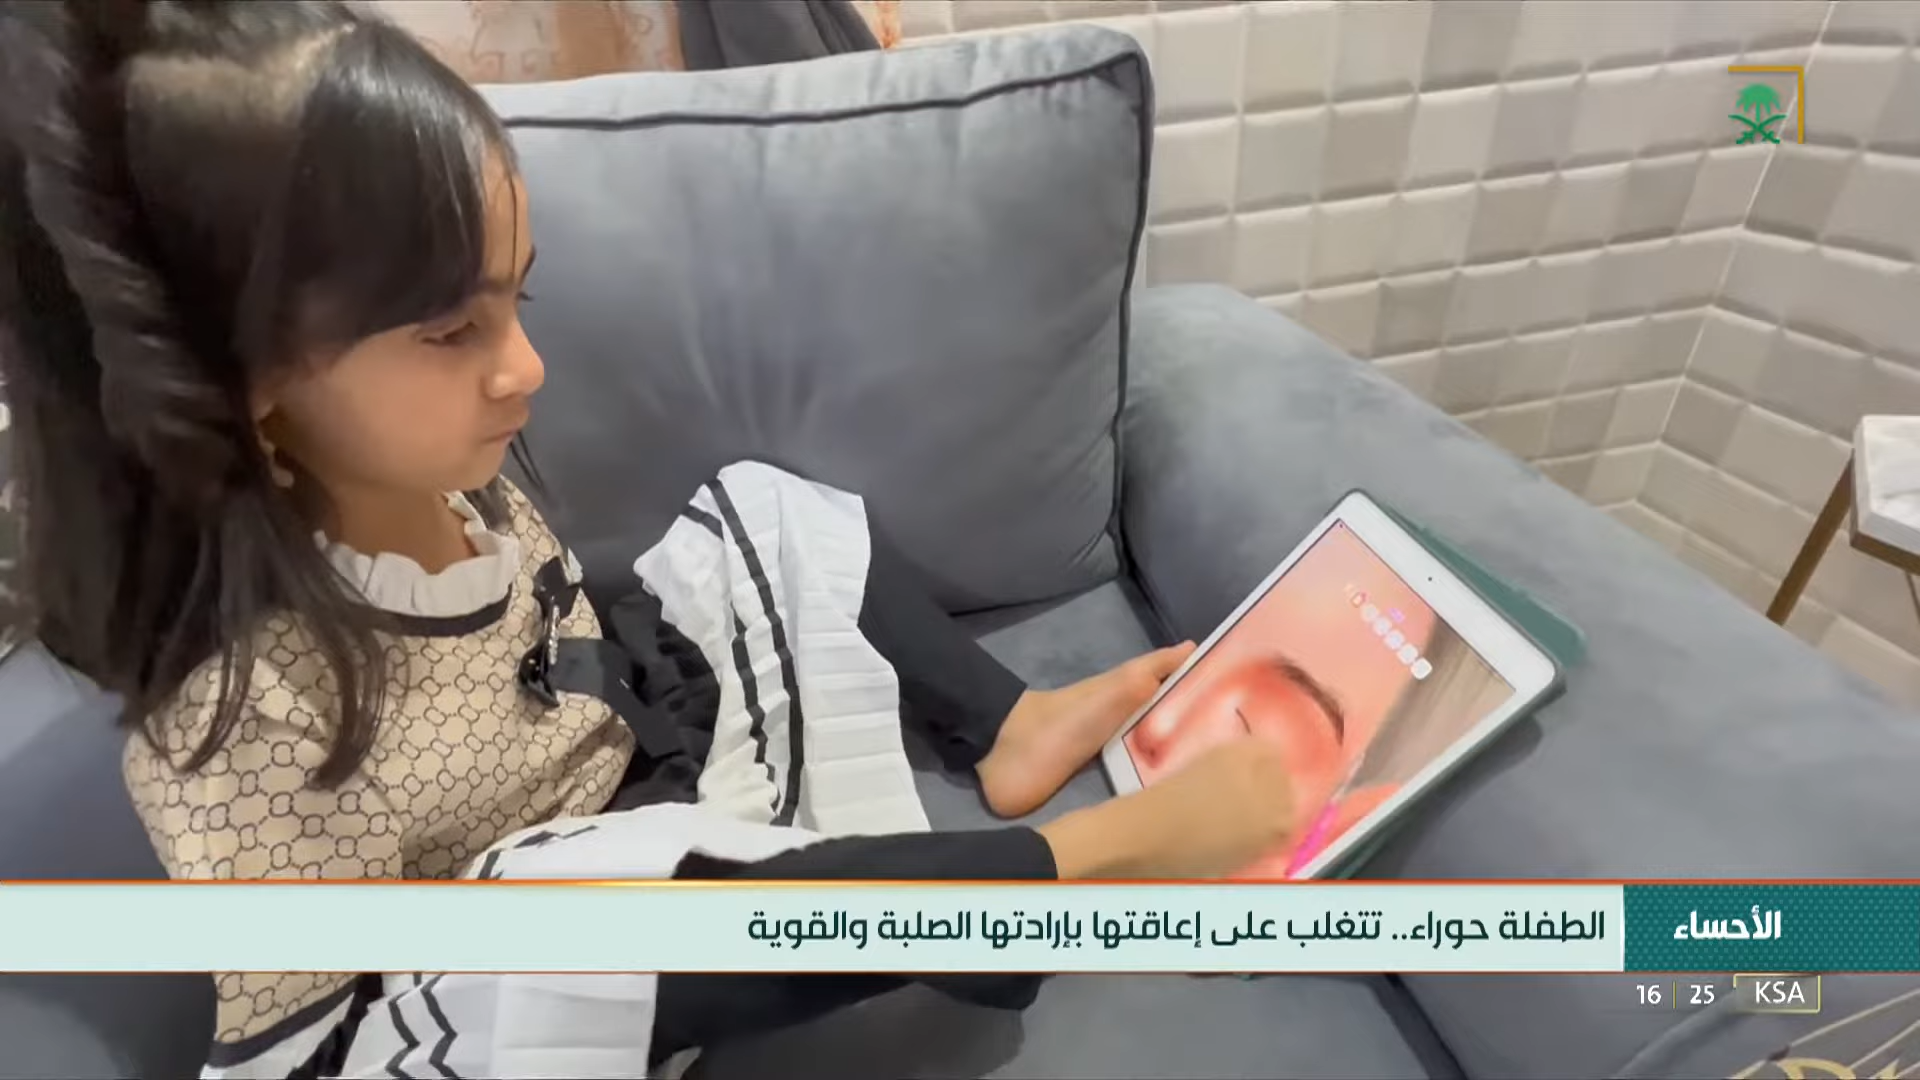 الأحساء
الطفلة حوراء.. تتغلب على إعاقتها بإرادتها الصلبة والقوية
16 | 25 KSA